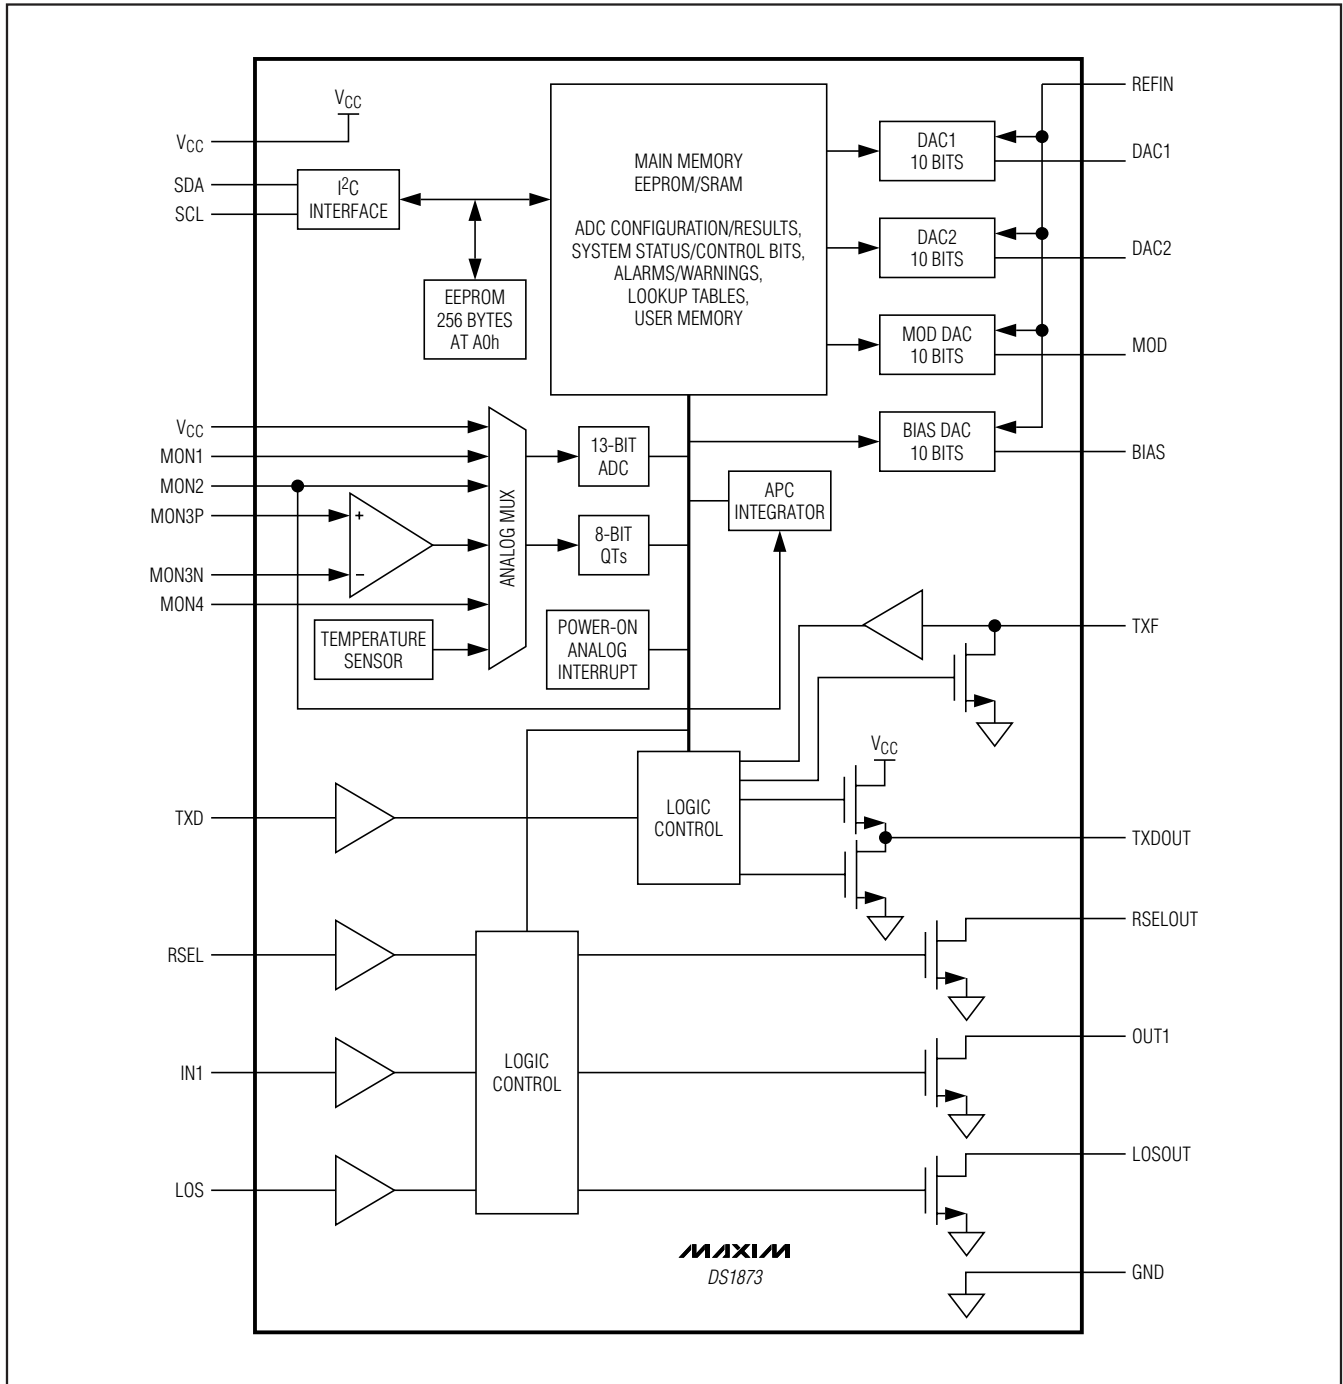 VCC
VCC
SDA
SCL
I2C
INTERFACE
EEPROM
256 BYTES
AT A0h
MAIN MEMORY
EEPROM/SRAM
ADC CONFIGURATION/RESULTS,
SYSTEM STATUS/CONTROL BITS,
ALARMS/WARNINGS,
LOOKUP TABLES,
USER MEMORY
DAC1
10 BITS
DAC2
10 BITS
MOD DAC
10 BITS
BIAS DAC
10 BITS
REFIN
DAC1
DAC2
MOD
BIAS
VCC
MON1
MON2
MON3P
MON3N
MON4
+
−
TEMPERATURE
SENSOR
ANALOG MUX
13-BIT
ADC
8-BIT
QTs
POWER-ON
ANALOG
INTERRUPT
APC
INTEGRATOR
TXF
VCC
TXD
LOGIC
CONTROL
TXDOUT
RSELOUT
RSEL
OUT1
IN1
LOGIC
CONTROL
LOSOUT
LOS
MAXIM
DS1873
GND